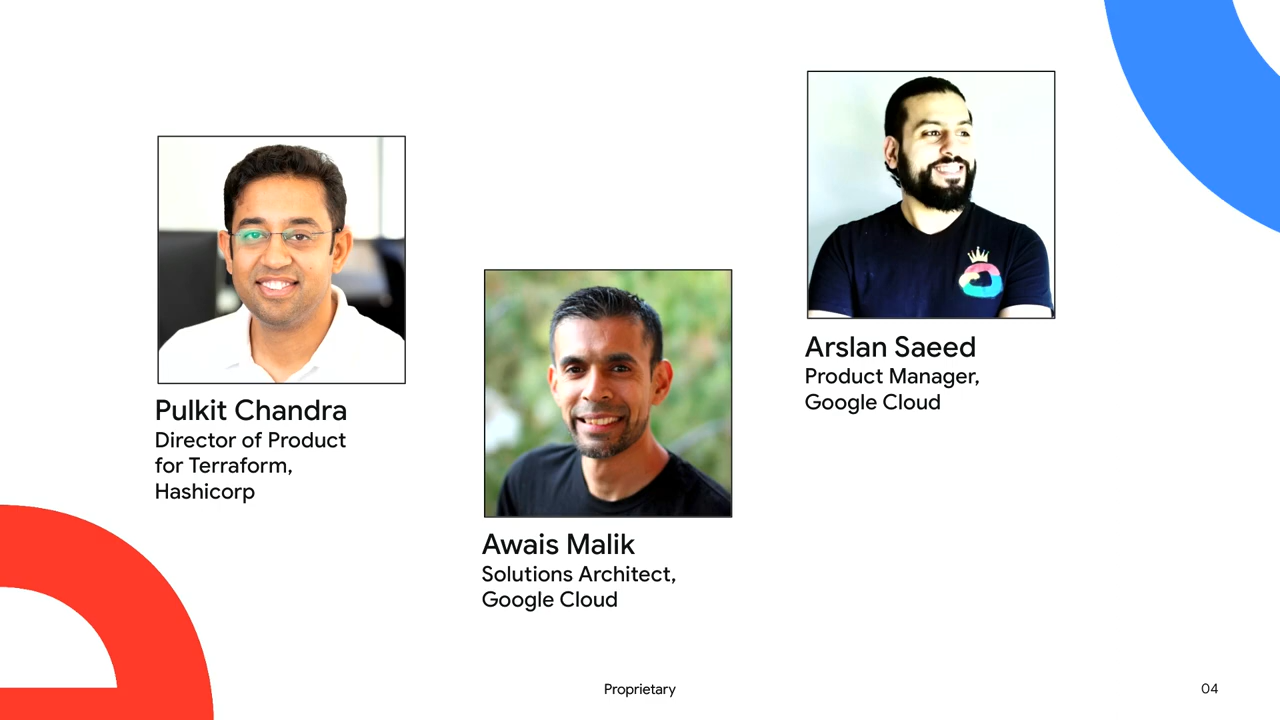 Pulkit Chandra
Director of Product
for Terraform,
Hashicorp
Awais Malik
Solutions Architect,
Google Cloud
Arslan Saeed
Product Manager,
Google Cloud
Proprietary
04